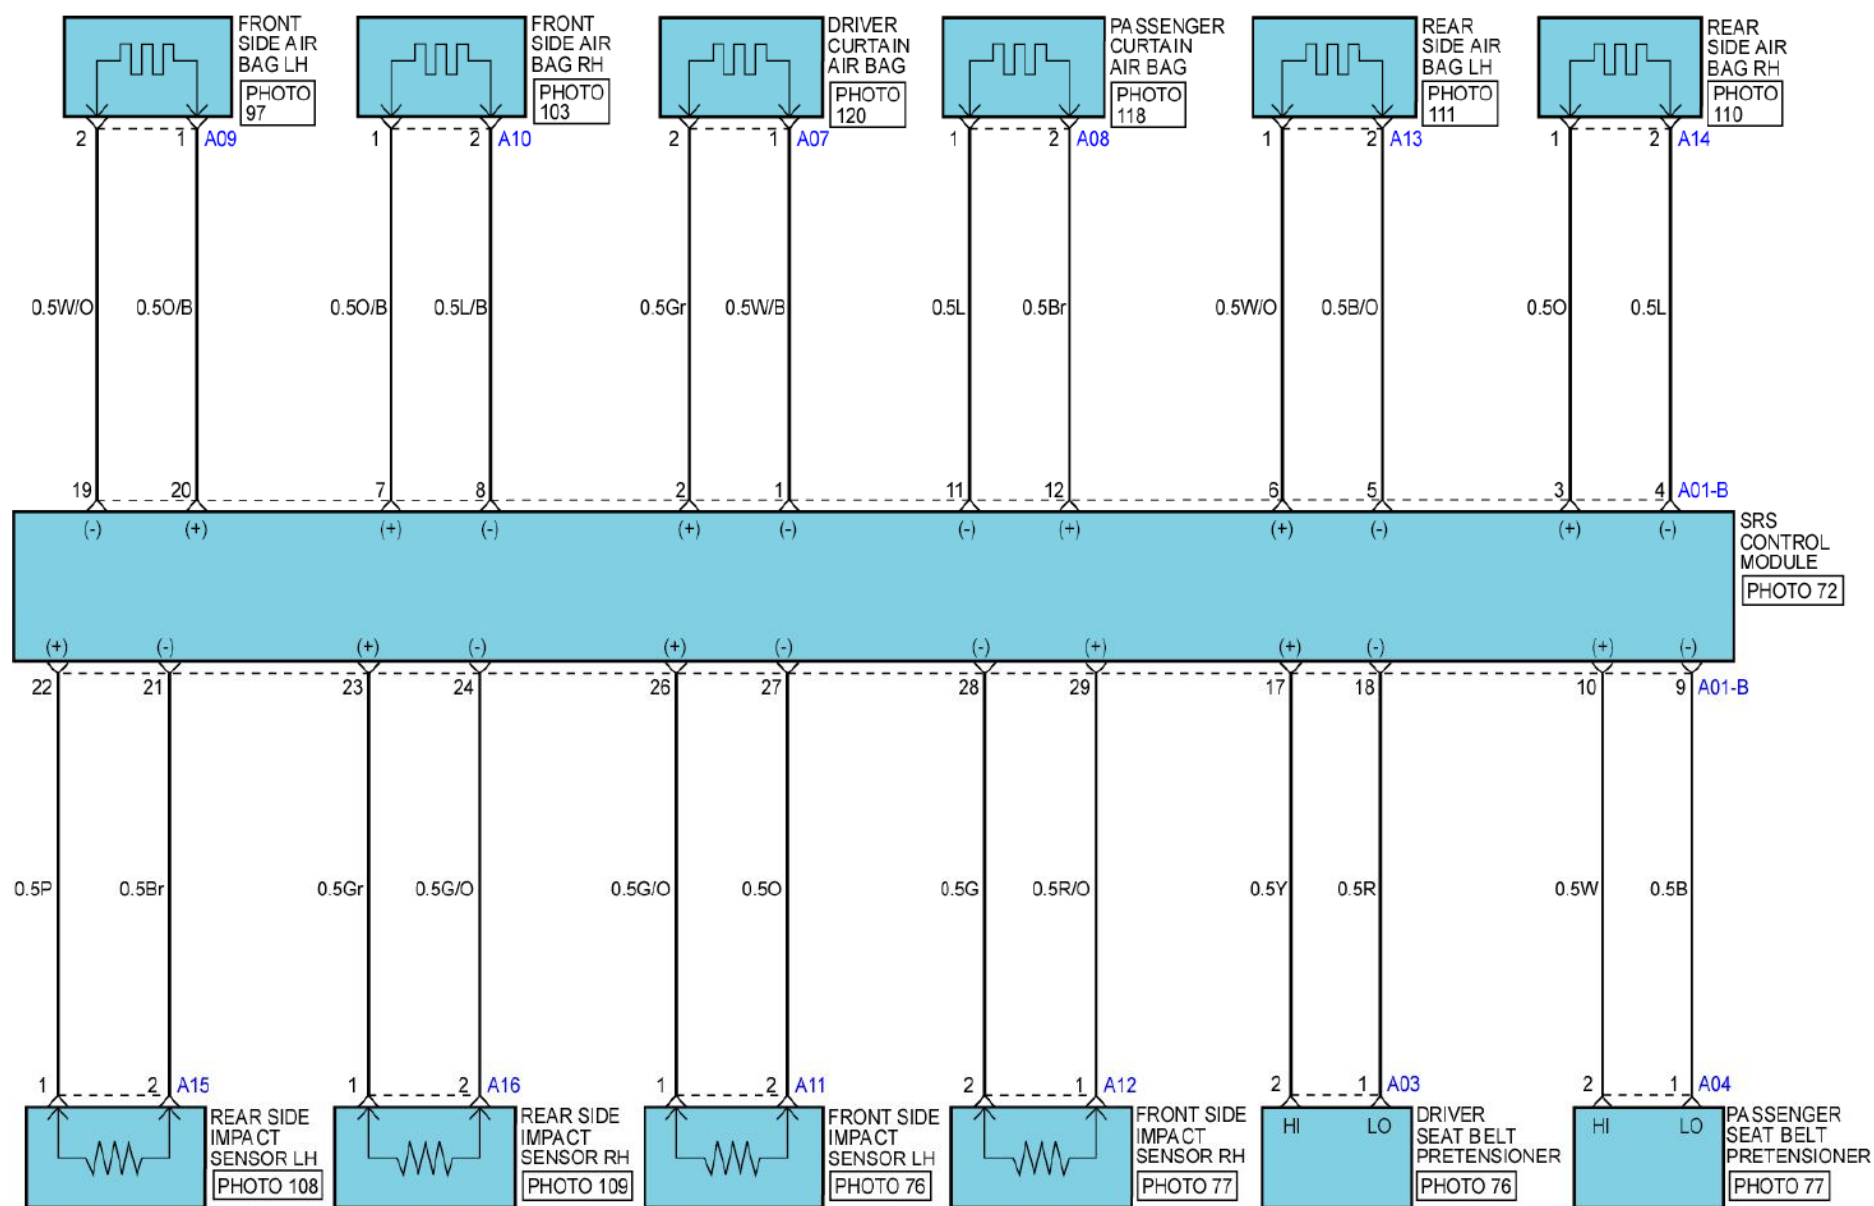 FRONT
SIDE AIR
BAG LH
PHOTO
97
FRONT
SIDE AIR
BAG RH
PHOTO
103
DRIVER
CURTAIN
AIR BAG
PHOTO
120
PASSENGER
CURTAIN
AIR BAG
PHOTO
118
REAR
SIDE AIR
BAG LH
PHOTO
111
REAR
SIDE AIR
BAG RH
PHOTO
110
2 1 A09 1 2 A10 2 1 A07 1 2 A08 1 2 A13 1 2 A14
0.5W/O 0.5O/B 0.5O/B 0.5L/B 0.5Gr 0.5W/B 0.5L 0.5Br 0.5W/O 0.5B/O 0.5O 0.5L
19 20 7 8 2 1 11 12 6 5 3 4 A01-B
(-) (+) (+) (-) (+) (-) (-) (+) (+) (-) (+) (-)
SRS
CONTROL
MODULE
PHOTO 72
(+) (-) (+) (-) (+) (-) (-) (+) (+) (-) (+) (-)
22 21 23 24 26 27 28 29 17 18 10 9 A01-B
0.5P 0.5Br 0.5Gr 0.5G/O 0.5G/O 0.5O 0.5G 0.5R/O 0.5Y 0.5R 0.5W 0.5B
1 2 A15 1 2 A16 1 2 A11 2 1 A12 2 1 A03 2 1 A04
REAR SIDE
IMPACT
SENSOR LH
PHOTO 108
REAR SIDE
IMPACT
SENSOR RH
PHOTO 109
FRONT SIDE
IMPACT
SENSOR LH
PHOTO 76
FRONT SIDE
IMPACT
SENSOR RH
PHOTO 77
HI LO
DRIVER
SEAT BELT
PRETENSIONER
PHOTO 76
HI LO
PASSENGER
SEAT BELT
PRETENSIONER
PHOTO 77